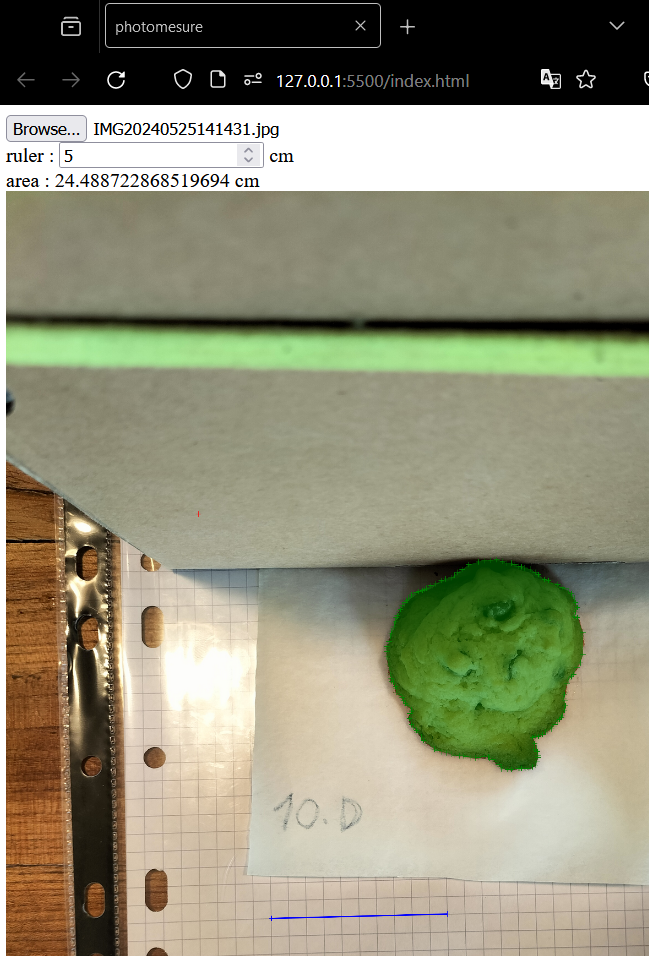 photomesure
127.0.0.1:5500/index.html
Browse... IMG20240525141431.jpg
ruler : 5 cm
area : 24.488722868519694 cm
10. D